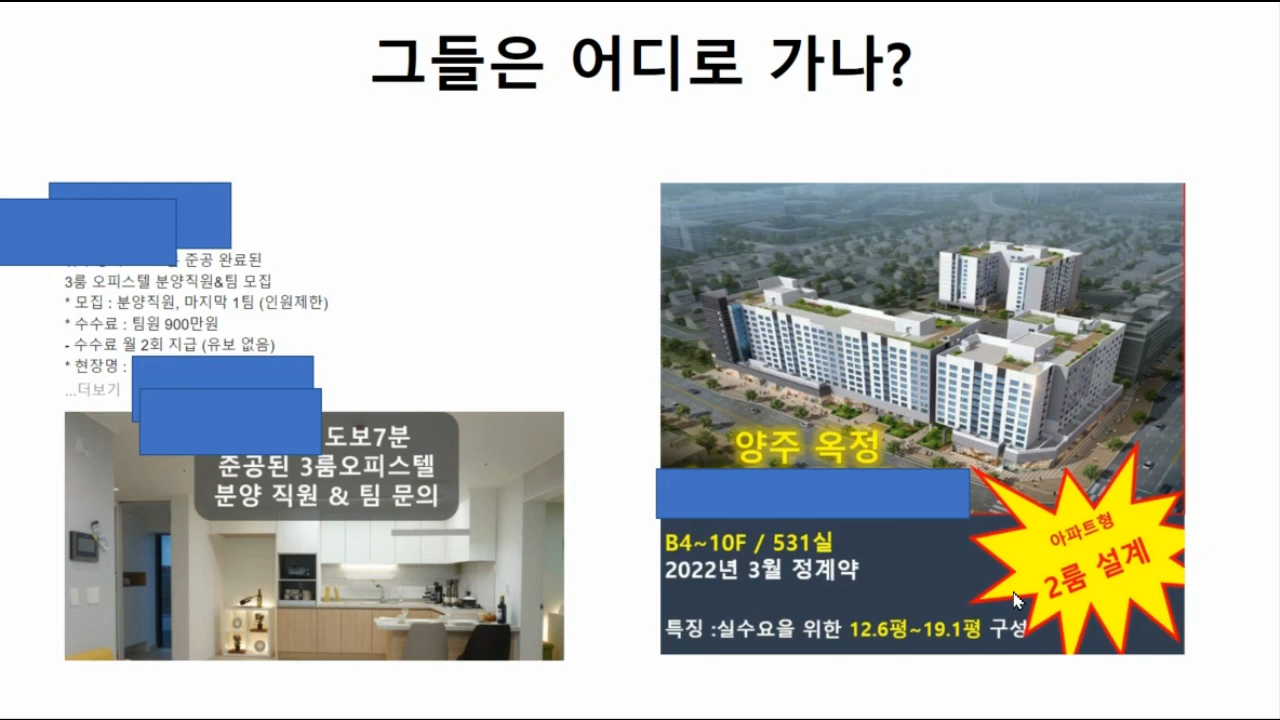 그들은 어디로 가나?
준공 완료된
3룸 오피스텔 분양직원&팀 모집
* 모집 : 분양직원, 마지막 1팀 (인원제한)
* 수수료 : 팀원 900만원
- 수수료 월 2회 지급 (유보 없음)
* 현장명 :
...더보기
도보7분
준공된 3룸오피스텔
분양 직원 & 팀 문의
양주 옥정
B4~10F / 531실
2022년 3월 정계약
특징 :실수요을 위한 12.6평~19.1평 구성
아파트형
2룸 설계